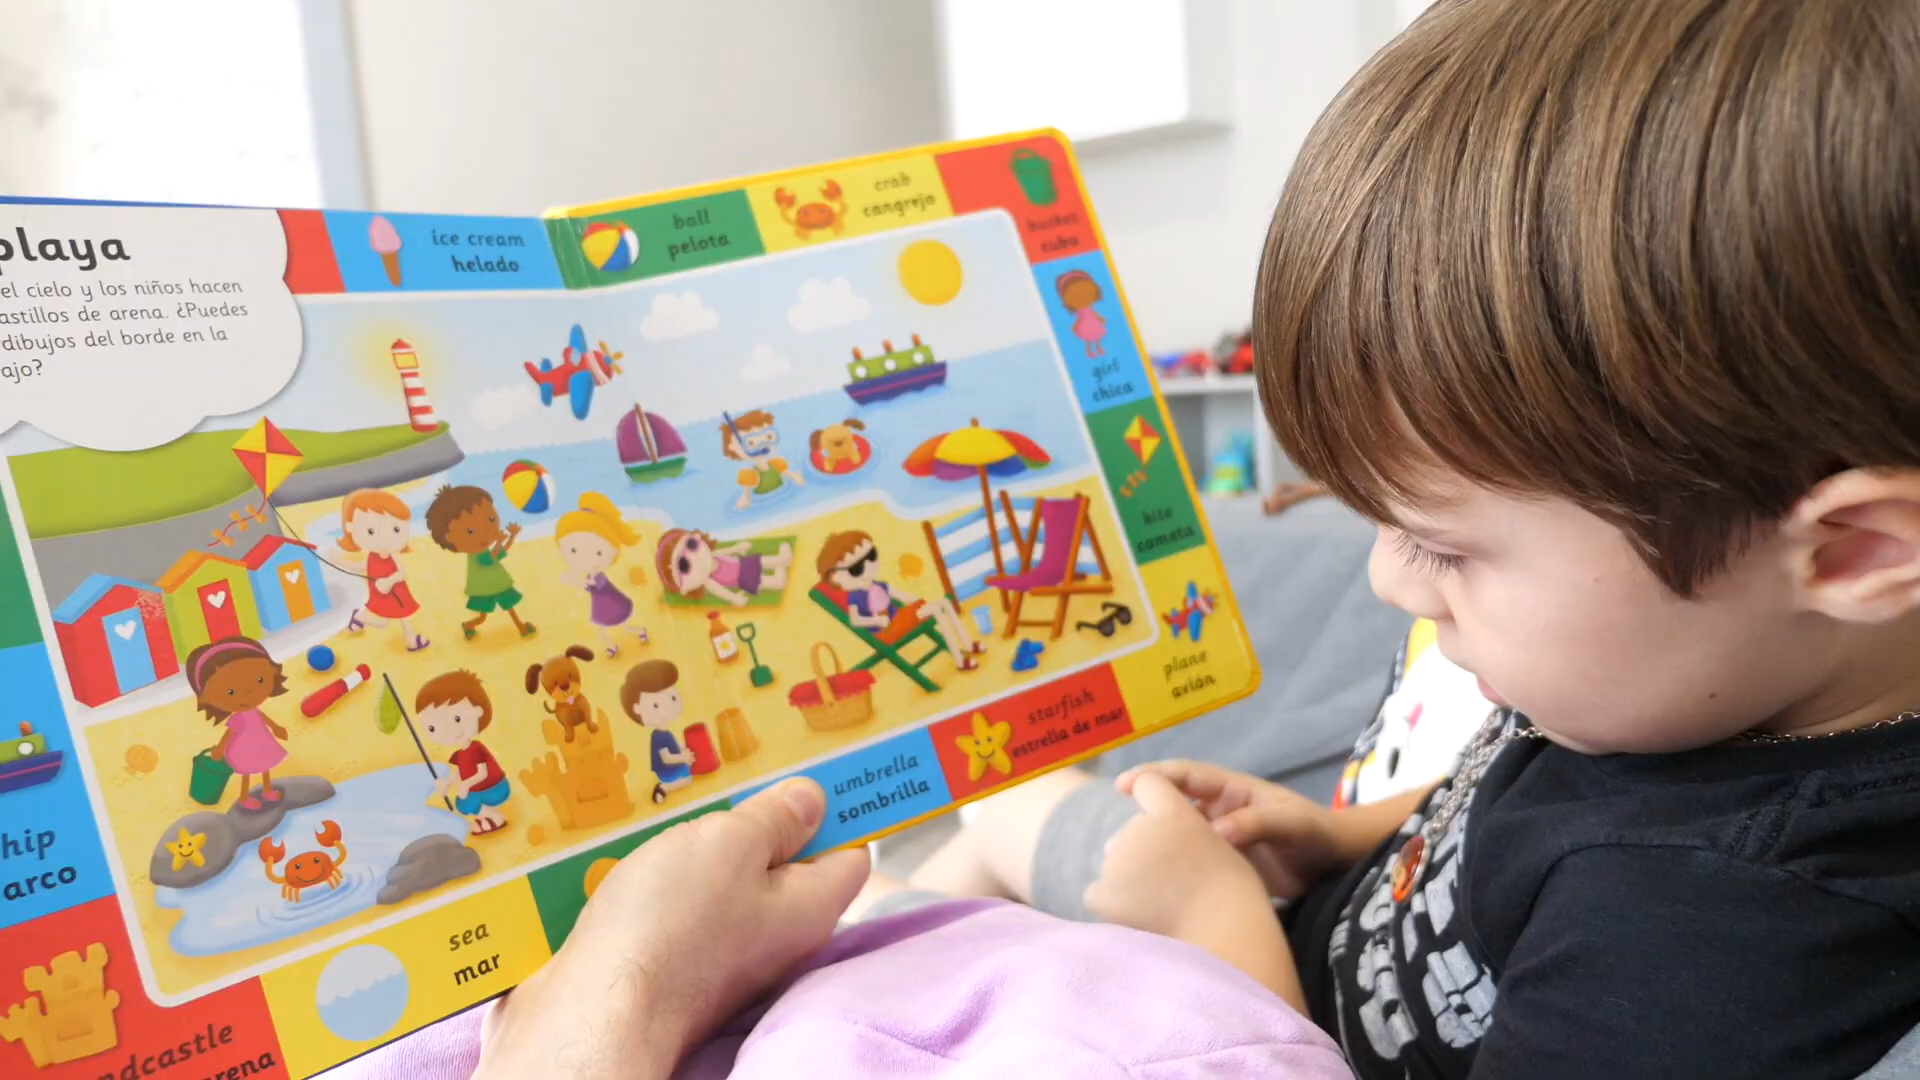 playa
el cielo y los niños hacen
astillos de arena. ¿Puedes
dibujos del borde en la
ajo?
ice cream
helado
ball
pelota
crab
cangrejo
bucket
cubo
girl
chica
kite
cometa
plane
avión
starfish
estrella de mar
umbrella
sombrilla
sea
mar
ndcastle
rena
hip
arco